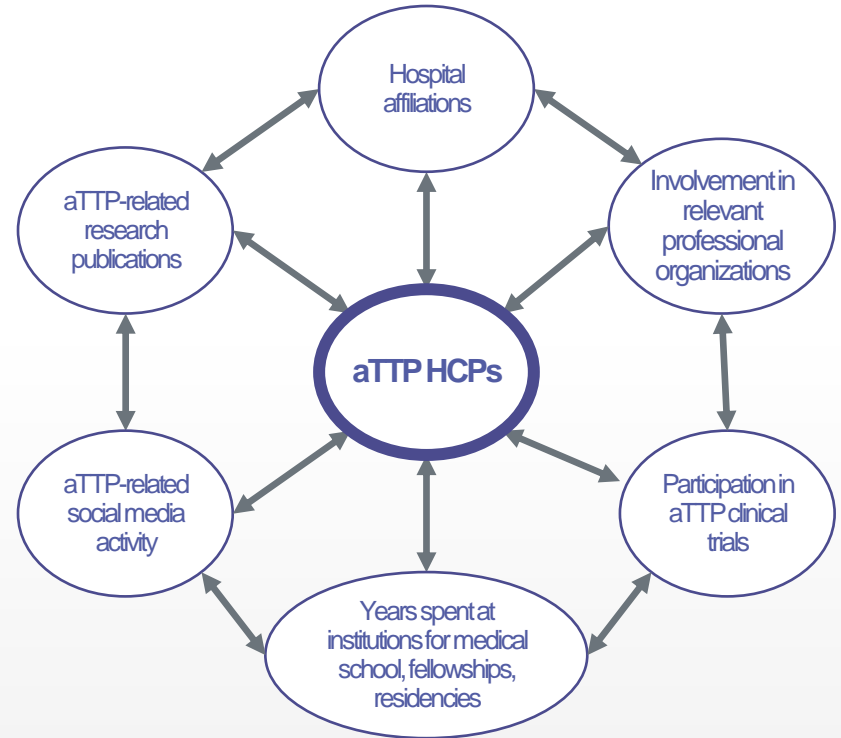 Hospital
affiliations
aTTP-related
research
publications
Involvement in
relevant
professional
organizations
aTTP HCPs
aTTP-related
social media
activity
Participation in
aTTP clinical
trials
Years spent at
institutions for medical
school, fellowships,
residencies